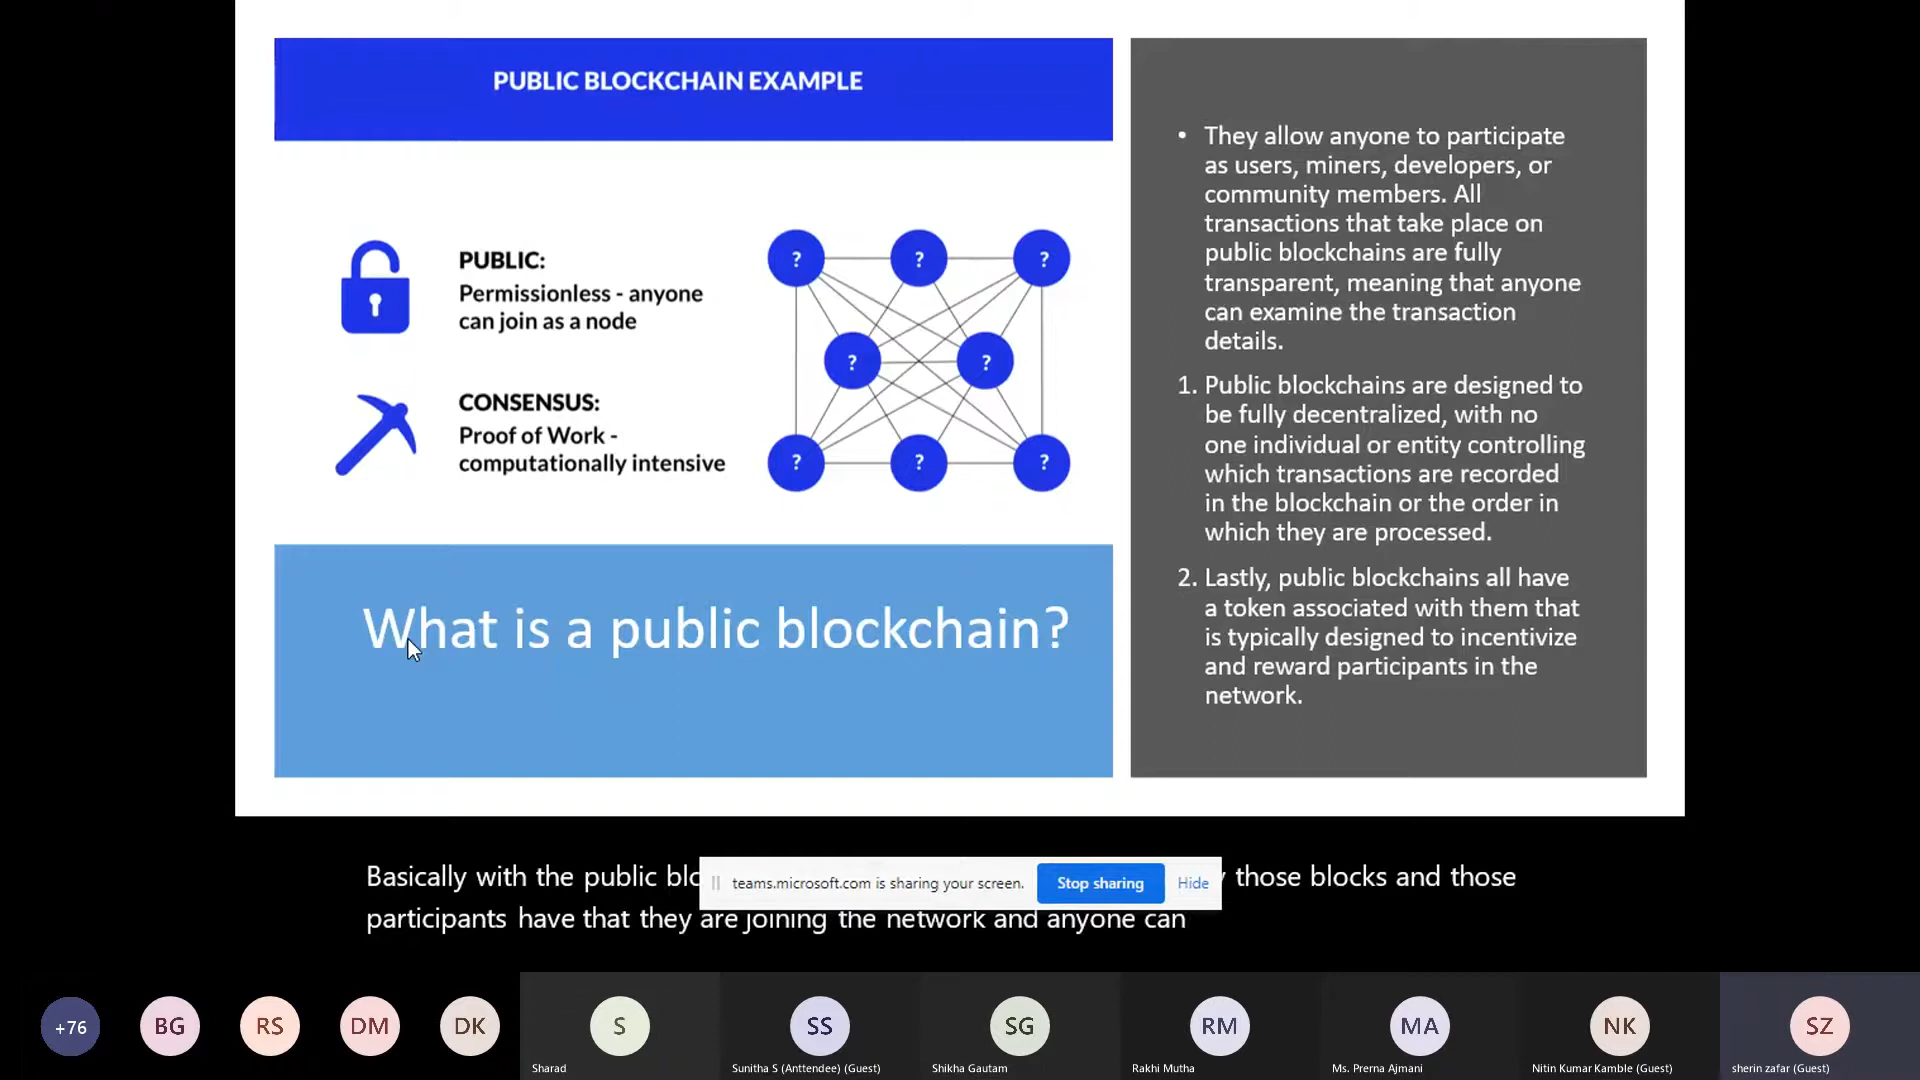 PUBLIC BLOCKCHAIN EXAMPLE
PUBLIC:
Permissionless - anyone
can join as a node
CONSENSUS:
Proof of Work -
computationally intensive
? ? ?
? ?
? ? ?
What is a public blockchain?
• They allow anyone to participate
as users, miners, developers, or
community members. All
transactions that take place on
public blockchains are fully
transparent, meaning that anyone
can examine the transaction
details.
1. Public blockchains are designed to
be fully decentralized, with no
one individual or entity controlling
which transactions are recorded
in the blockchain or the order in
which they are processed.
2. Lastly, public blockchains all have
a token associated with them that
is typically designed to incentivize
and reward participants in the
network.
Basically with the public those blocks and those
participants have that they are joining the network and anyone can
teams.microsoft.com is sharing your screen. Stop sharing Hide
+76 BG RS DM DK S SS SG RM MA NK SZ
Sharad Sunitha S (Anttendee) (Guest) Shikha Gautam Rakhi Mutha Ms. Prerna Ajmani Nitin Kumar Kamble (Guest) sherin zafar (Guest)